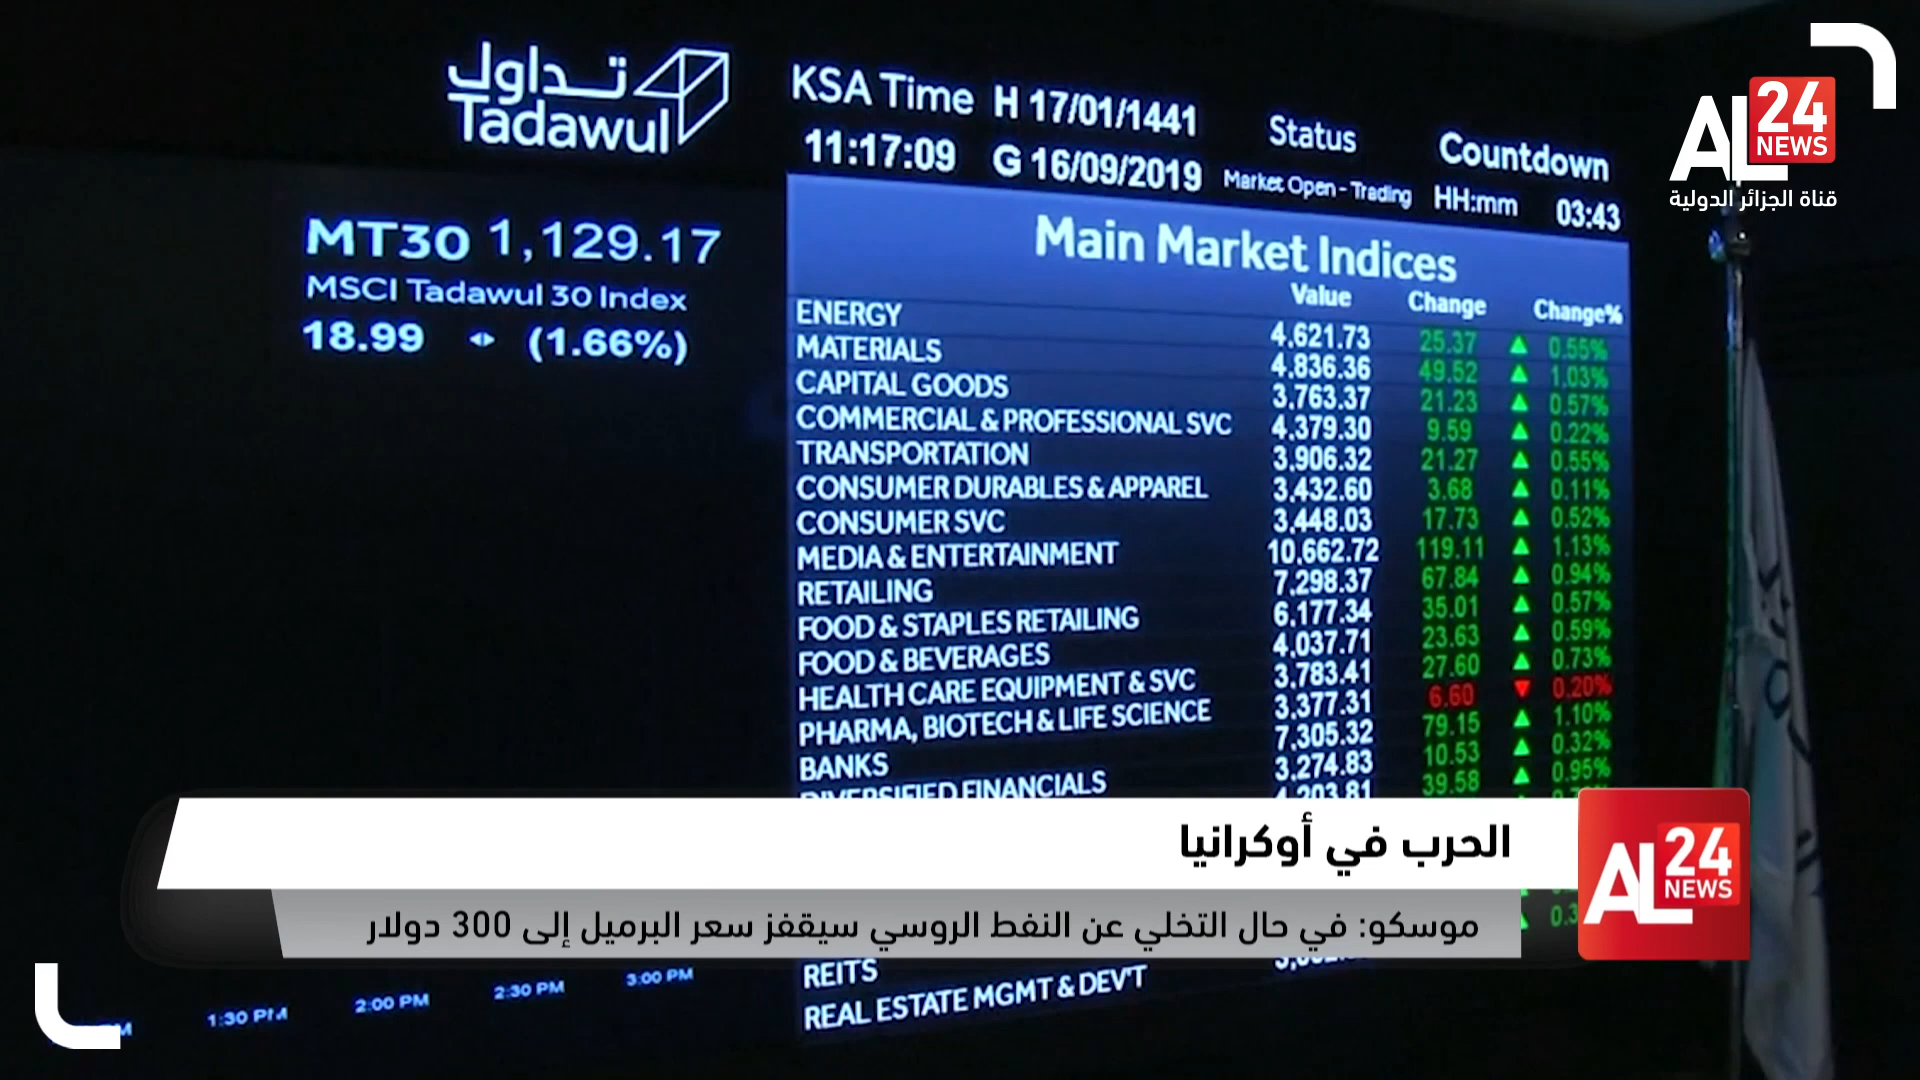 تداول
Tadawul
KSA Time H 17/01/1441 Status Countdown
11:17:09 G 16/09/2019 Market Open - Trading HH:mm 03:43
AL24 NEWS
قناة الجزائر الدولية
MT30 1,129.17
MSCI Tadawul 30 Index
18.99 (1.66%)
Main Market Indices
Value Change Change%
ENERGY 4,621.73 25.37 0.55%
MATERIALS 4,836.36 49.52 1.03%
CAPITAL GOODS 3,763.37 21.23 0.57%
COMMERCIAL & PROFESSIONAL SVC 4,379.30 9.59 0.22%
TRANSPORTATION 3,906.32 21.27 0.55%
CONSUMER DURABLES & APPAREL 3,432.60 3.68 0.11%
CONSUMER SVC 3,448.03 17.73 0.52%
MEDIA & ENTERTAINMENT 10,662.72 119.11 1.13%
RETAILING 7,298.37 67.84 0.94%
FOOD & STAPLES RETAILING 6,177.34 35.01 0.57%
FOOD & BEVERAGES 4,037.71 23.63 0.59%
HEALTH CARE EQUIPMENT & SVC 3,783.41 27.60 0.73%
PHARMA, BIOTECH & LIFE SCIENCE 3,377.31 6.60 0.20%
BANKS 7,305.32 79.15 1.10%
DIVERSIFIED FINANCIALS 3,274.83 10.53 0.32%
4,203.81 39.58 0.95%
الحرب في أوكرانيا
AL24 NEWS
موسكو: في حال التخلي عن النفط الروسي سيقفز سعر البرميل إلى 300 دولار
REITS
REAL ESTATE MGMT & DEV'T
1:30 PM 2:00 PM 2:30 PM 3:00 PM